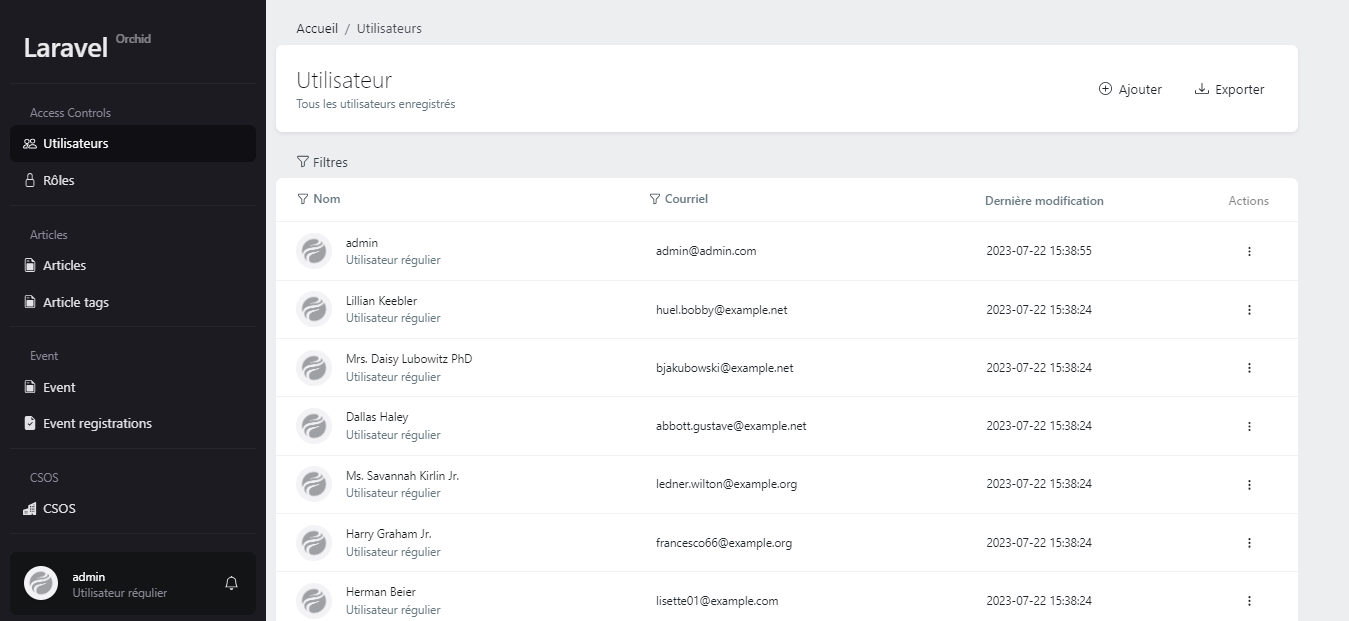 Laravel Orchid
Access Controls
Utilisateurs
Rôles
Articles
Articles
Article tags
Event
Event
Event registrations
CSOS
CSOS
admin
Utilisateur régulier
Accueil / Utilisateurs
Utilisateur
Tous les utilisateurs enregistrés
Ajouter Exporter
Filtres
Nom Courriel Dernière modification Actions
admin
Utilisateur régulier
admin@admin.com 2023-07-22 15:38:55
Lillian Keebler
Utilisateur régulier
huel.bobby@example.net 2023-07-22 15:38:24
Mrs. Daisy Lubowitz PhD
Utilisateur régulier
bjakubowski@example.net 2023-07-22 15:38:24
Dallas Haley
Utilisateur régulier
abbott.gustave@example.net 2023-07-22 15:38:24
Ms. Savannah Kirlin Jr.
Utilisateur régulier
ledner.wilton@example.org 2023-07-22 15:38:24
Harry Graham Jr.
Utilisateur régulier
francesco66@example.org 2023-07-22 15:38:24
Herman Beier
Utilisateur régulier
lisette01@example.com 2023-07-22 15:38:24